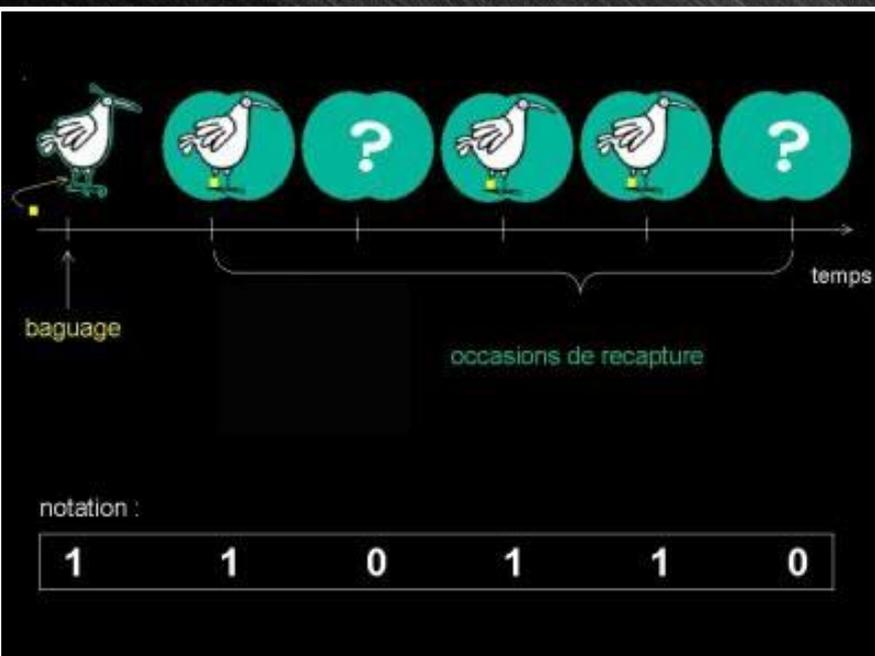 ? ?
temps
baguage
occasions de recapture
notation :
1 1 0 1 1 0